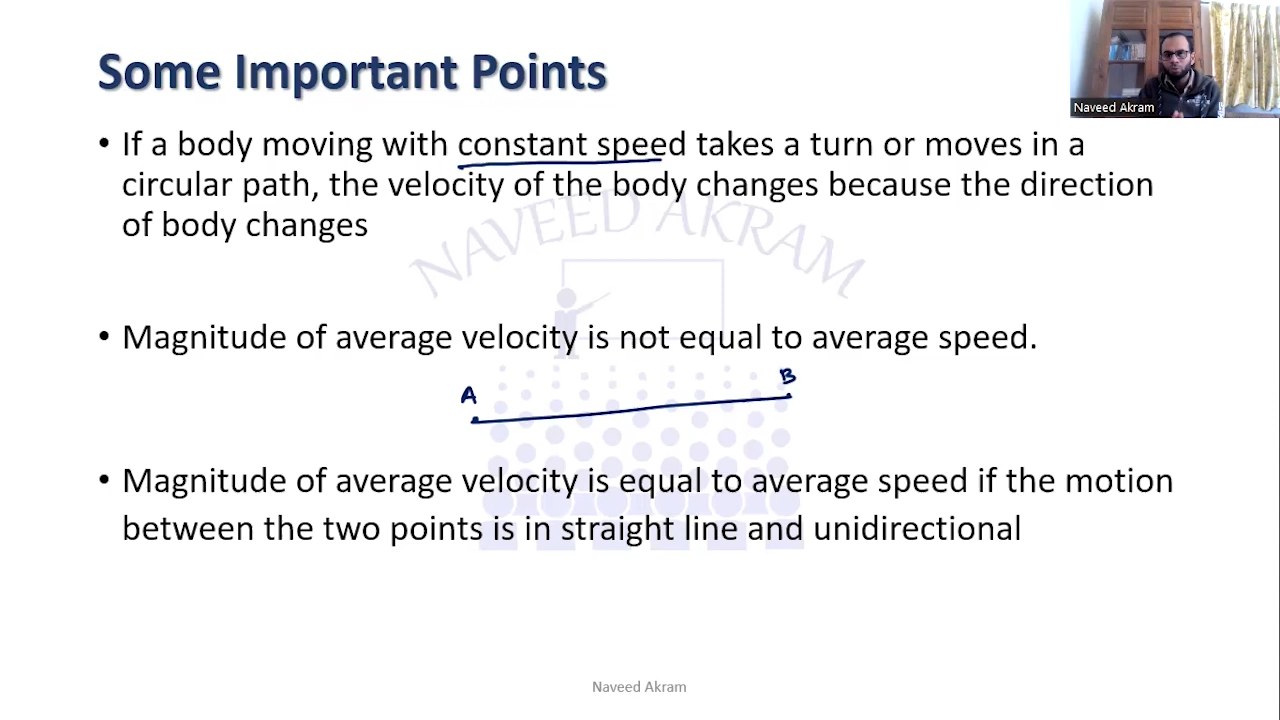 Some Important Points
Naveed Akram
• If a body moving with constant speed takes a turn or moves in a
circular path, the velocity of the body changes because the direction
of body changes
NAVEED AKRAM
• Magnitude of average velocity is not equal to average speed.
A B
• Magnitude of average velocity is equal to average speed if the motion
between the two points is in straight line and unidirectional
Naveed Akram